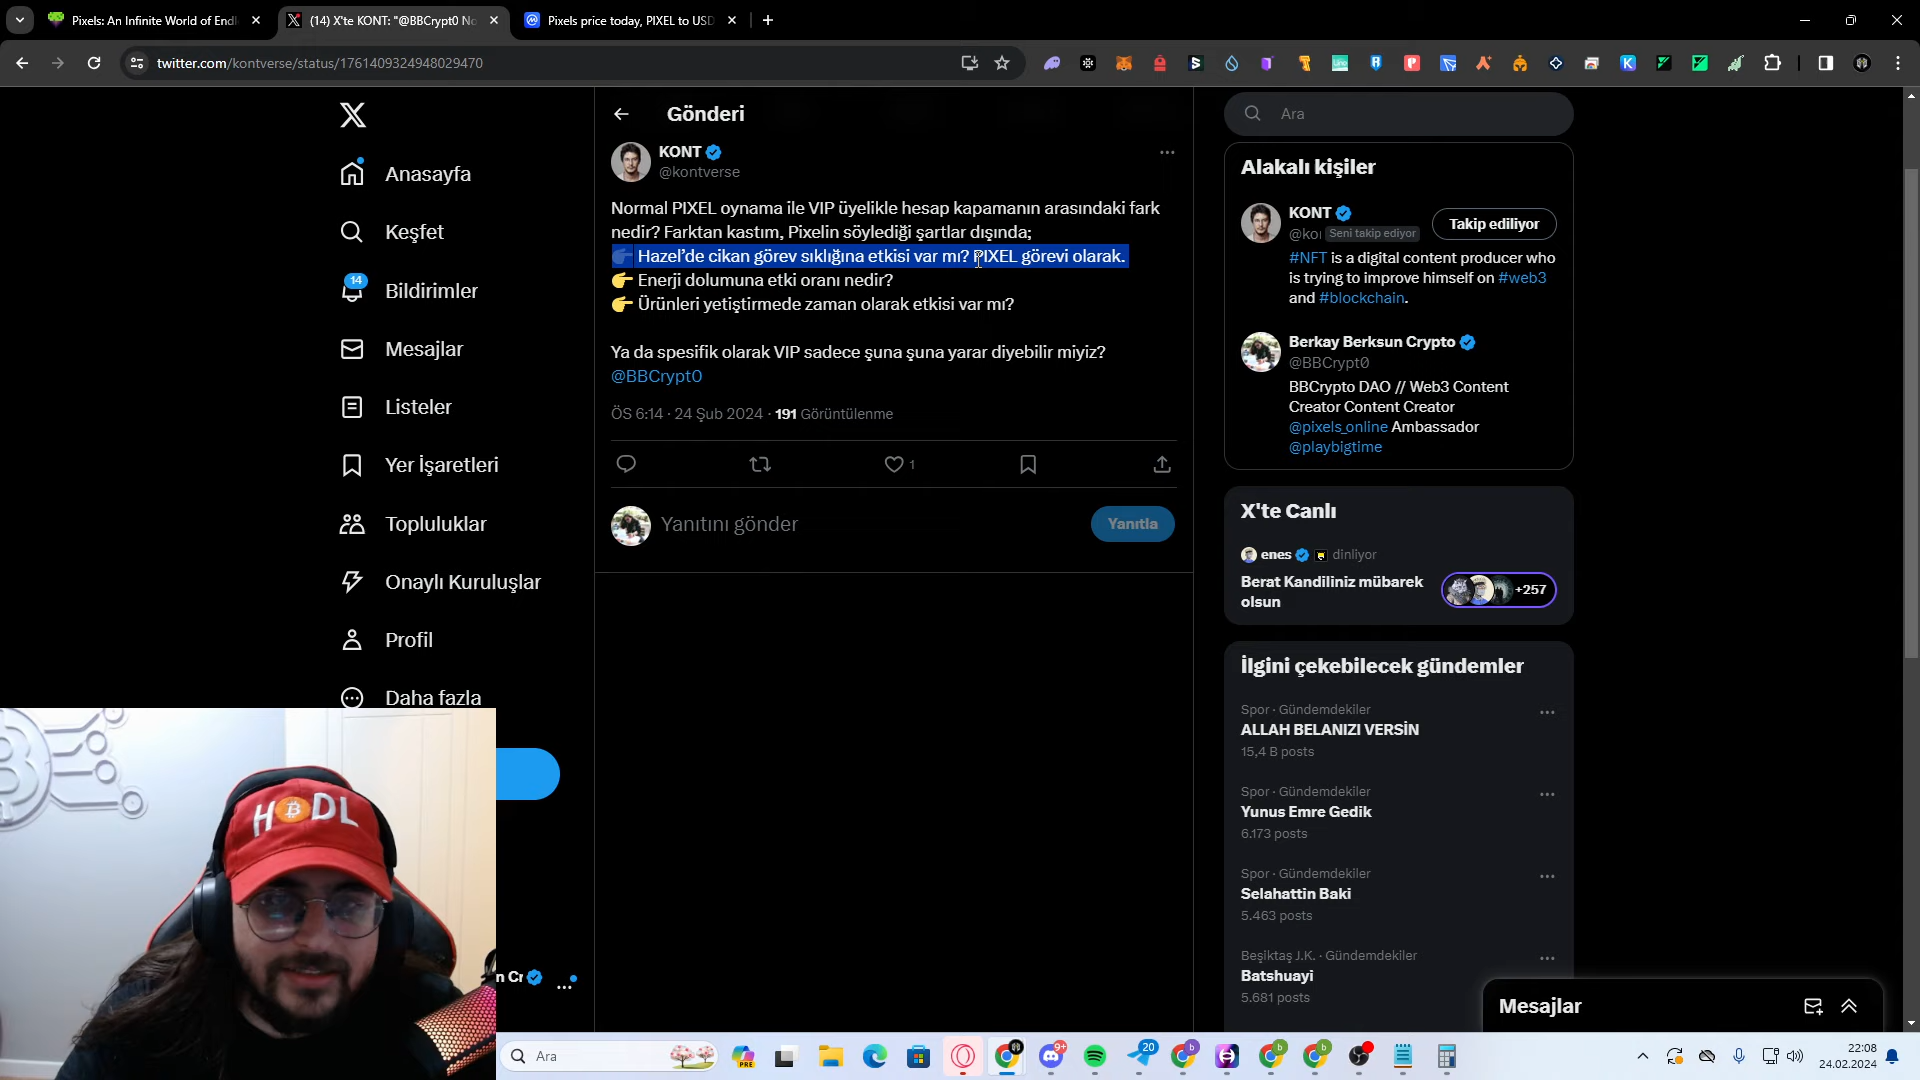 Pixels: An Infinite World of End
(14) X'te KONT: "@BBCrypt0 No
Pixels price today, PIXEL to USD
twitter.com/kontverse/status/1761409324948029470
Anasayfa
Keşfet
14
Bildirimler
Mesajlar
Listeler
Yer İşaretleri
Topluluklar
Onaylı Kuruluşlar
Profil
Daha fazla
n Cr
Gönderi
KONT
@kontverse
Normal PIXEL oynama ile VIP üyelikle hesap kapamanın arasındaki fark
nedir? Farktan kastım, Pixelin söylediği şartlar dışında;
👉 Hazel’de cikan görev sıklığına etkisi var mı? PIXEL görevi olarak.
👉 Enerji dolumuna etki oranı nedir?
👉 Ürünleri yetiştirmede zaman olarak etkisi var mı?
Ya da spesifik olarak VIP sadece şuna şuna yarar diyebilir miyiz?
@BBCrypt0
ÖS 6:14 · 24 Şub 2024 · 191 Görüntülenme
1
Yanıtını gönder
Yanıtla
Ara
Alakalı kişiler
KONT
@koı Seni takip ediyor
Takip ediliyor
#NFT is a digital content producer who
is trying to improve himself on #web3
and #blockchain.
Berkay Berksun Crypto
@BBCrypt0
BBCrypto DAO // Web3 Content
Creator Content Creator
@pixels_online Ambassador
@playbigtime
X'te Canlı
enes dinliyor
Berat Kandiliniz mübarek
olsun
+257
İlgini çekebilecek gündemler
Spor · Gündemdekiler
ALLAH BELANIZI VERSİN
15,4 B posts
Spor · Gündemdekiler
Yunus Emre Gedik
6.173 posts
Spor · Gündemdekiler
Selahattin Baki
5.463 posts
Beşiktaş J.K. · Gündemdekiler
Batshuayi
5.681 posts
Mesajlar
HODL
Ara
PRE
9+
20
22:08
24.02.2024